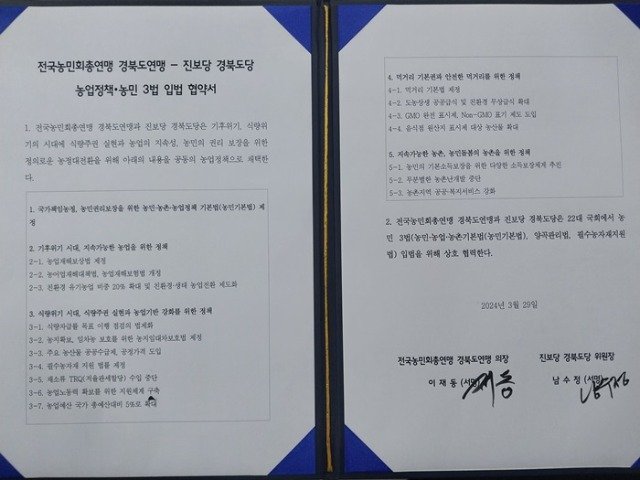 전국농민회총연맹 경북도연맹 – 진보당 경북도당
농업정책•농민 3법 입법 협약서
1. 전국농민회총연맹 경북도연맹과 진보당 경북도당은 기후위기, 식량위
기의 시대에 식량주권 실현과 농업의 지속성, 농민의 권리 보장을 위한
정의로운 농정대전환을 위해 아래의 내용을 공동의 농업정책으로 채택한
다.
1. 국가책임농정, 농민권리보장을 위한 농민·농촌·농업정책 기본법(농민기본법) 제
정
2. 기후위기 시대, 지속가능한 농업을 위한 정책
2-1. 농업재해보상법 제정
2-2. 농어업재해대책법, 농업재해보험법 개정
2-3. 친환경 유기농업 비중 20% 확대 및 친환경·생태 농업전환 제도화
3. 식량위기 시대, 식량주권 실현과 농업기반 강화를 위한 정책
3-1. 식량자급률 목표 이행 점검의 법제화
3-2. 농지확보, 임차농 보호를 위한 농지임대차보호법 제정
3-3. 주요 농산물 공공수급제, 공정가격 도입
3-4. 필수농자재 지원 법률 제정
3-5. 채소류 TRQ(저율관세할당) 수입 중단
3-6. 농업노동력 확보를 위한 지원체계 구축
3-7. 농업예산 국가 총예산대비 5%로 확대
4. 먹거리 기본권과 안전한 먹거리를 위한 정책
4-1. 먹거리 기본법 제정
4-2. 도농상생 공공급식 및 친환경 무상급식 확대
4-3. GMO 완전 표시제, Non-GMO 표기 제도 도입
4-4. 음식점 원산지 표시제 대상 농산물 확대
5. 지속가능한 농촌, 농민돌봄의 농촌을 위한 정책
5-1. 농민의 기본소득보장을 위한 다양한 소득보장체계 추진
5-2. 무분별한 농촌난개발 중단
5-3. 농촌지역 공공·복지서비스 강화
2. 전국농민회총연맹 경북도연맹과 진보당 경북도당은 22대 국회에서 농
민 3법(농민·농업·농촌기본법(농민기본법), 양곡관리법, 필수농자재지원
법) 입법을 위해 상호 협력한다.
2024년 3월 29일
전국농민회총연맹 경북도연맹 의장 진보당 경북도당 위원장
이 재 동 (서명) 남 수 정 (서명)